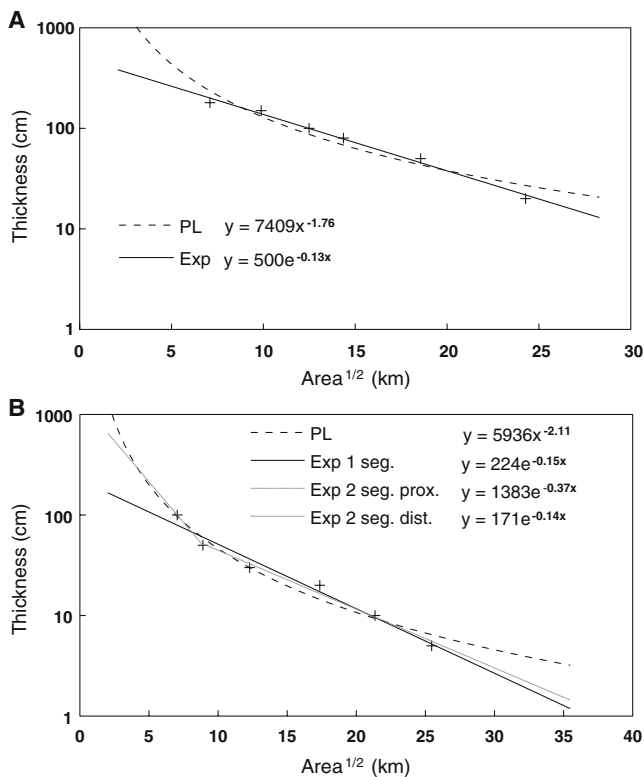 A
1000
100
10
1
Thickness (cm)
PL y = 7409x-1.76
Exp y = 500e-0.13x
0 5 10 15 20 25 30
Area1/2 (km)
B
1000
100
10
1
Thickness (cm)
PL y = 5936x-2.11
Exp 1 seg. y = 224e-0.15x
Exp 2 seg. prox. y = 1383e-0.37x
Exp 2 seg. dist. y = 171e-0.14x
0 5 10 15 20 25 30 35 40
Area1/2 (km)